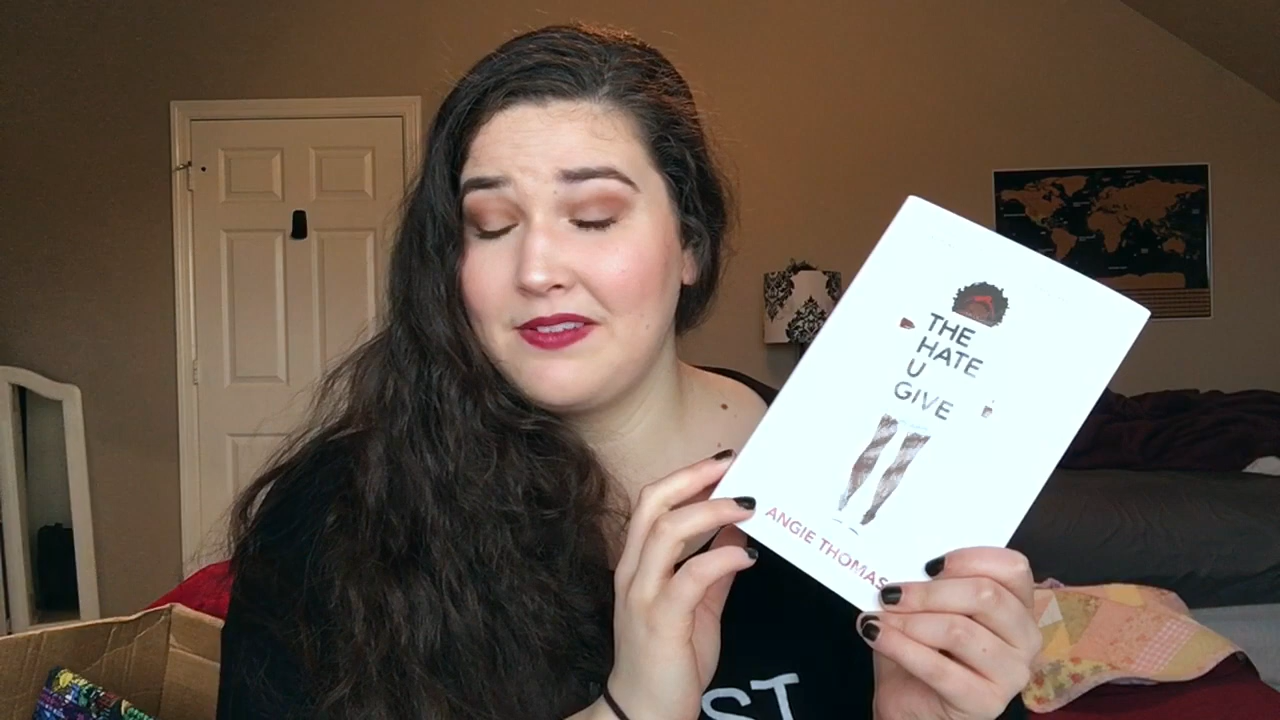 THE
HATE
U
GIVE
ANGIE THOMAS
ST